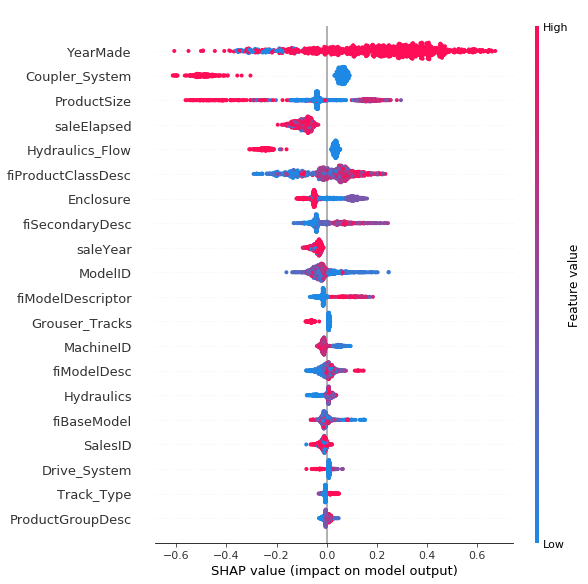 High
YearMade
Coupler_System
ProductSize
saleElapsed
Hydraulics_Flow
fiProductClassDesc
Enclosure
fiSecondaryDesc
saleYear
ModelID
fiModelDescriptor
Grouser_Tracks
MachineID
fiModelDesc
Hydraulics
fiBaseModel
SalesID
Drive_System
Track_Type
ProductGroupDesc
Feature value
Low
−0.6 −0.4 −0.2 0.0 0.2 0.4 0.6
SHAP value (impact on model output)